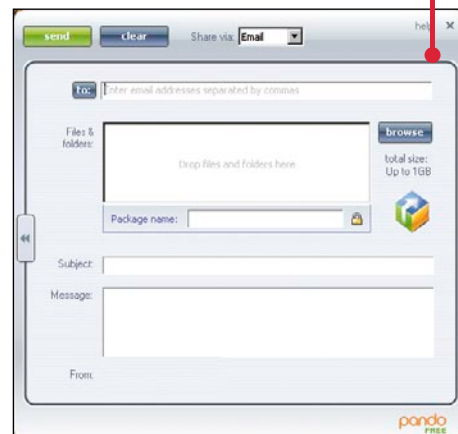 send clear Share via: Email help
to: Enter email addresses separated by commas
Files & folders:
Drop files and folders here
browse
total size:
Up to 1GB
Package name:
Subject:
Message:
From:
pando
FREE